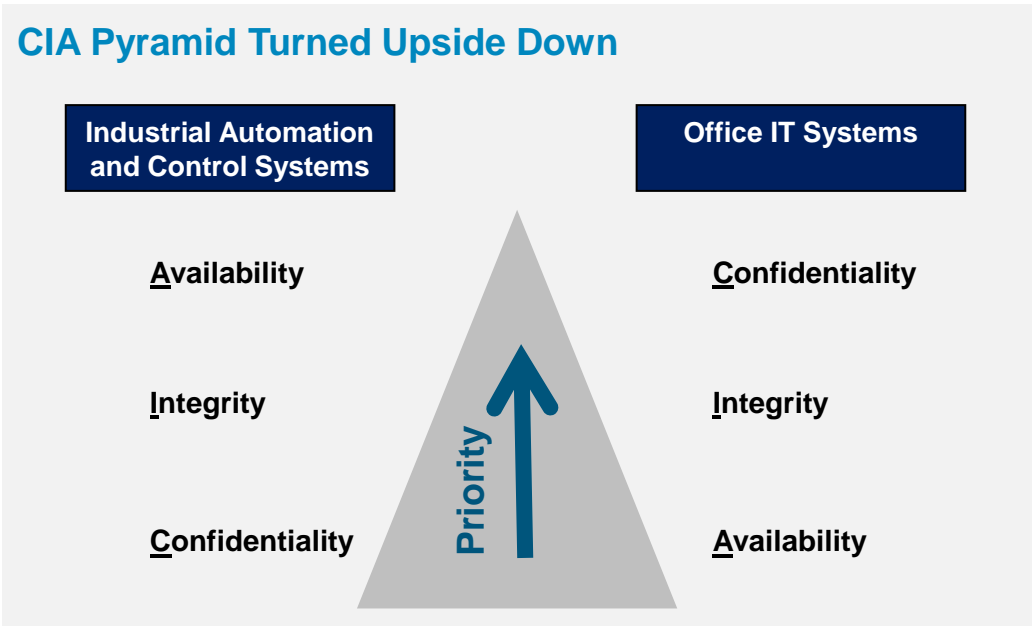 CIA Pyramid Turned Upside Down
Industrial Automation
and Control Systems
Office IT Systems
Availability
Confidentiality
Integrity
Priority
Integrity
Confidentiality
Availability